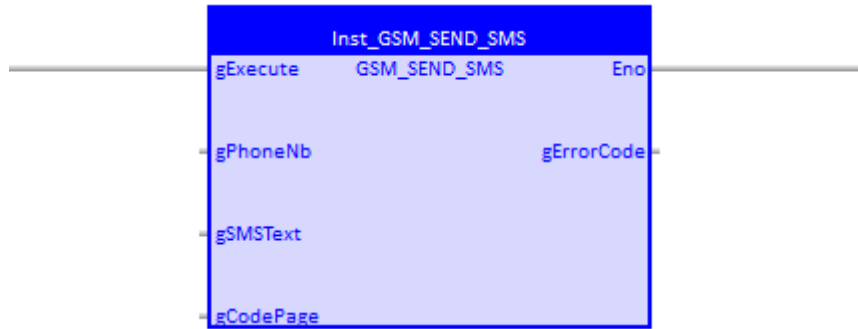 Inst_GSM_SEND_SMS
gExecute GSM_SEND_SMS Eno
gPhoneNb gErrorCode
gSMSText
gCodePage